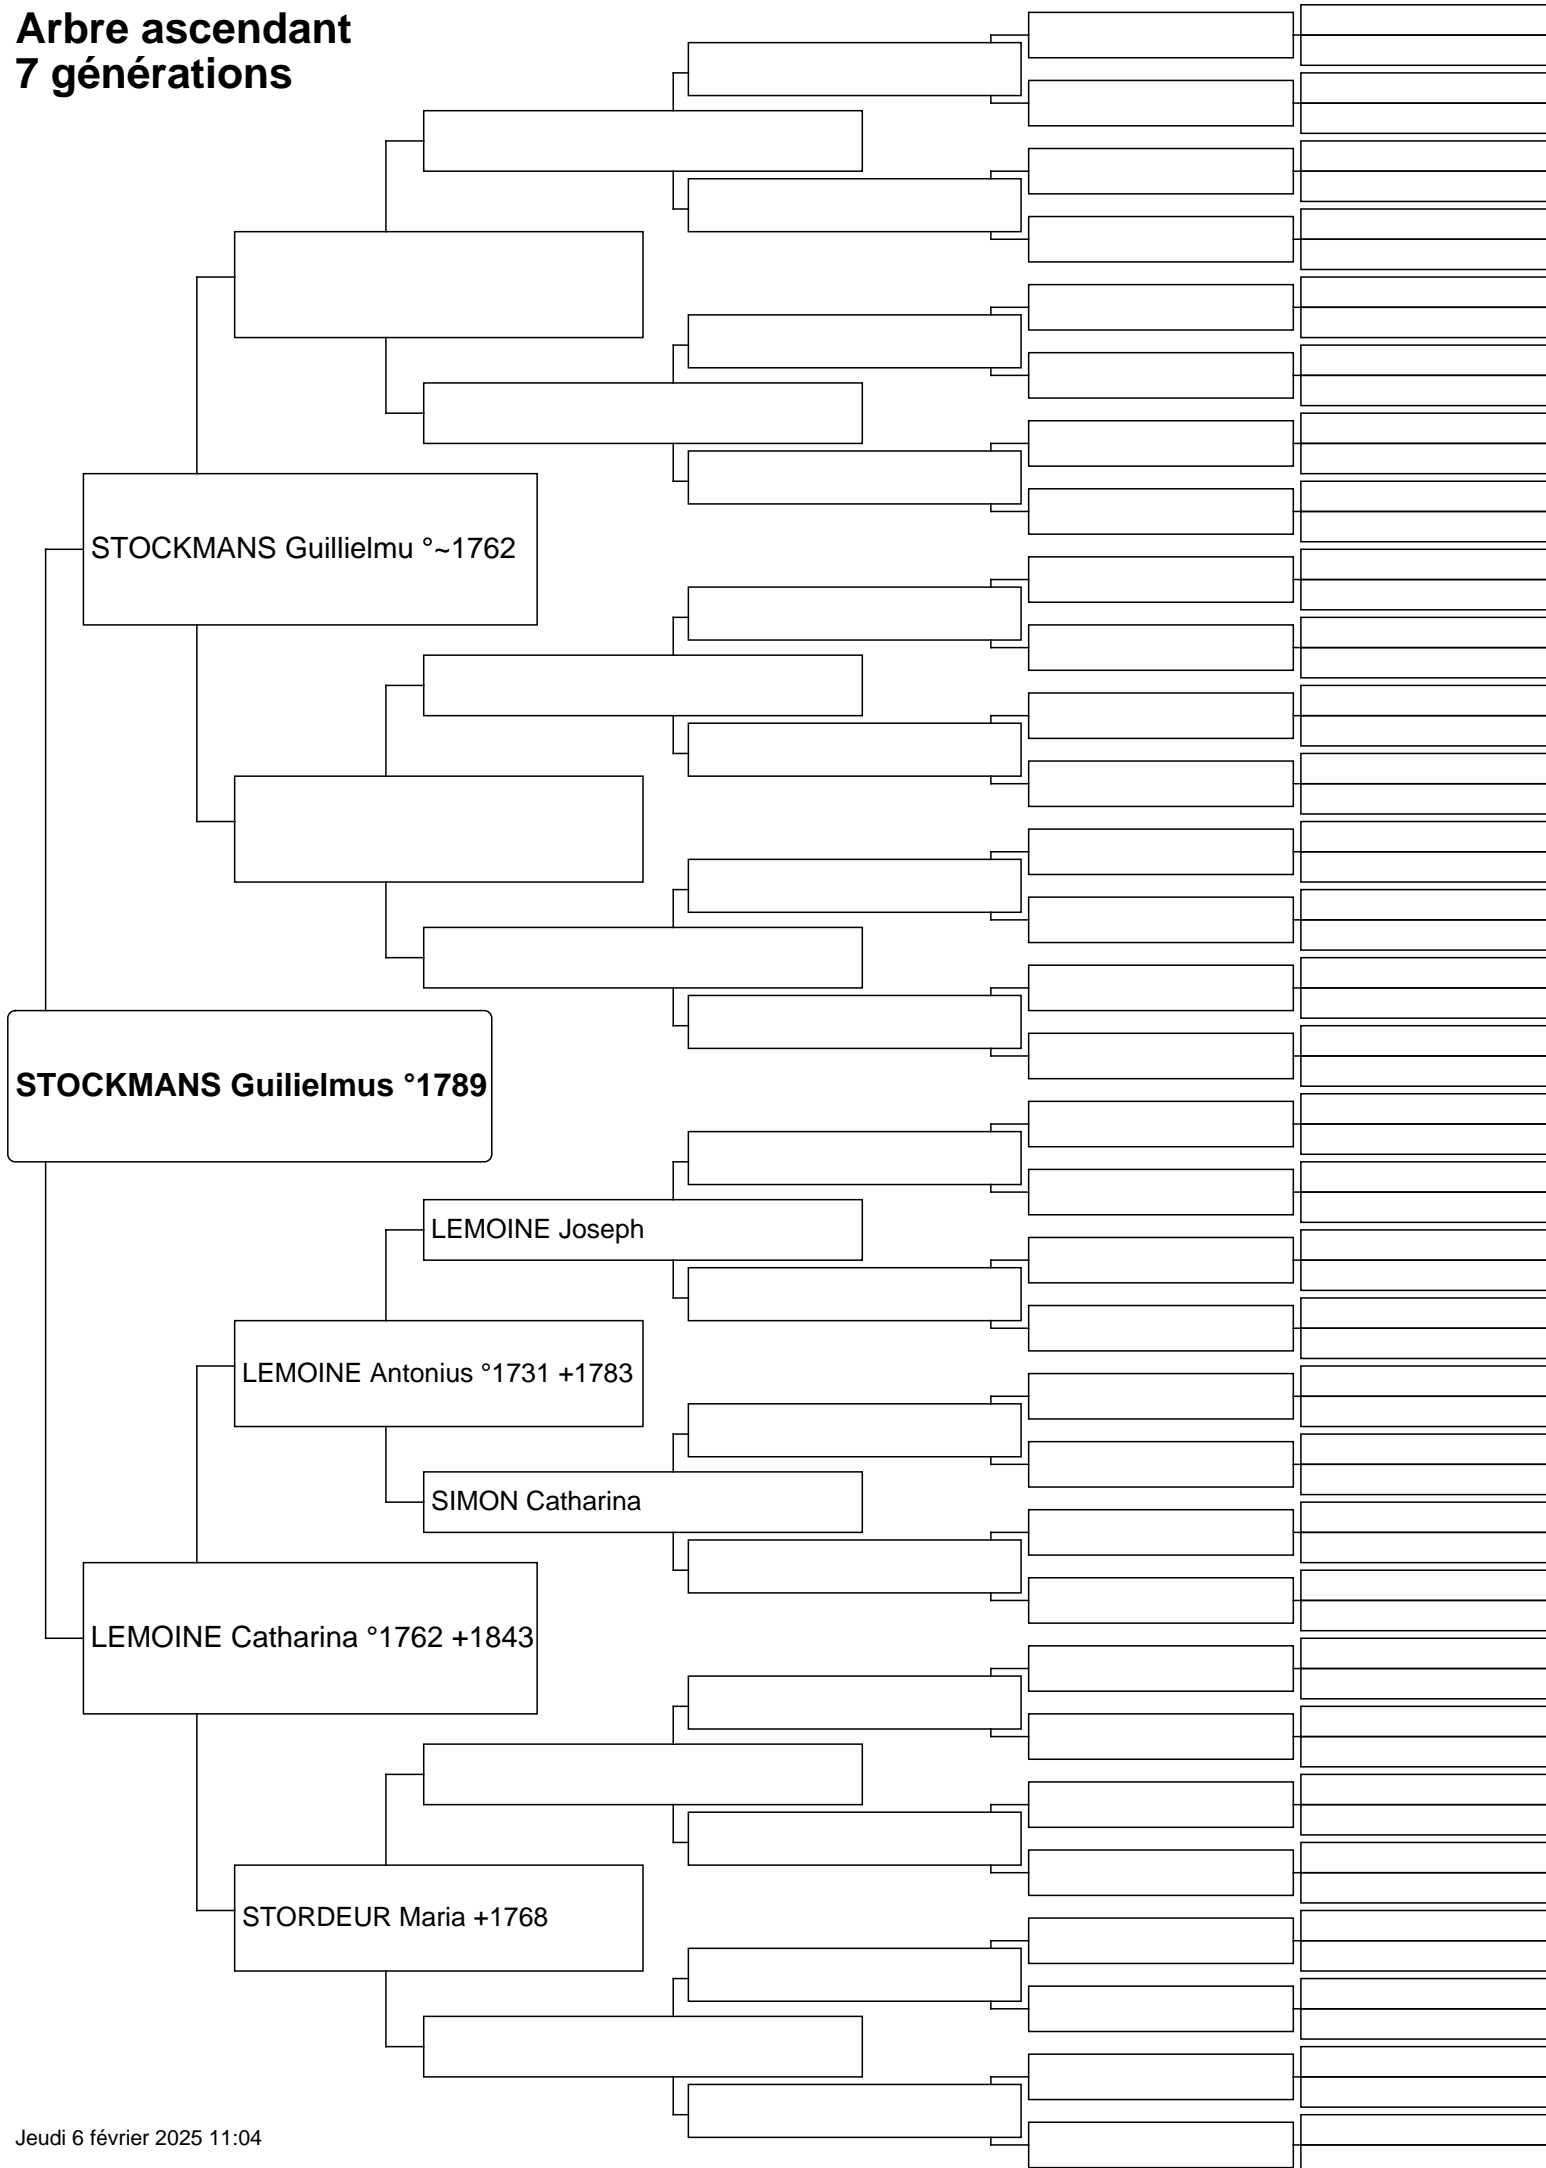 Arbre ascendant
7 générations
STOCKMANS Guillielmu °~1762
STOCKMANS Guilielmus °1789
LEMOINE Joseph
LEMOINE Antonius °1731 +1783
SIMON Catharina
LEMOINE Catharina °1762 +1843
STORDEUR Maria +1768
Jeudi 6 février 2025 11:04